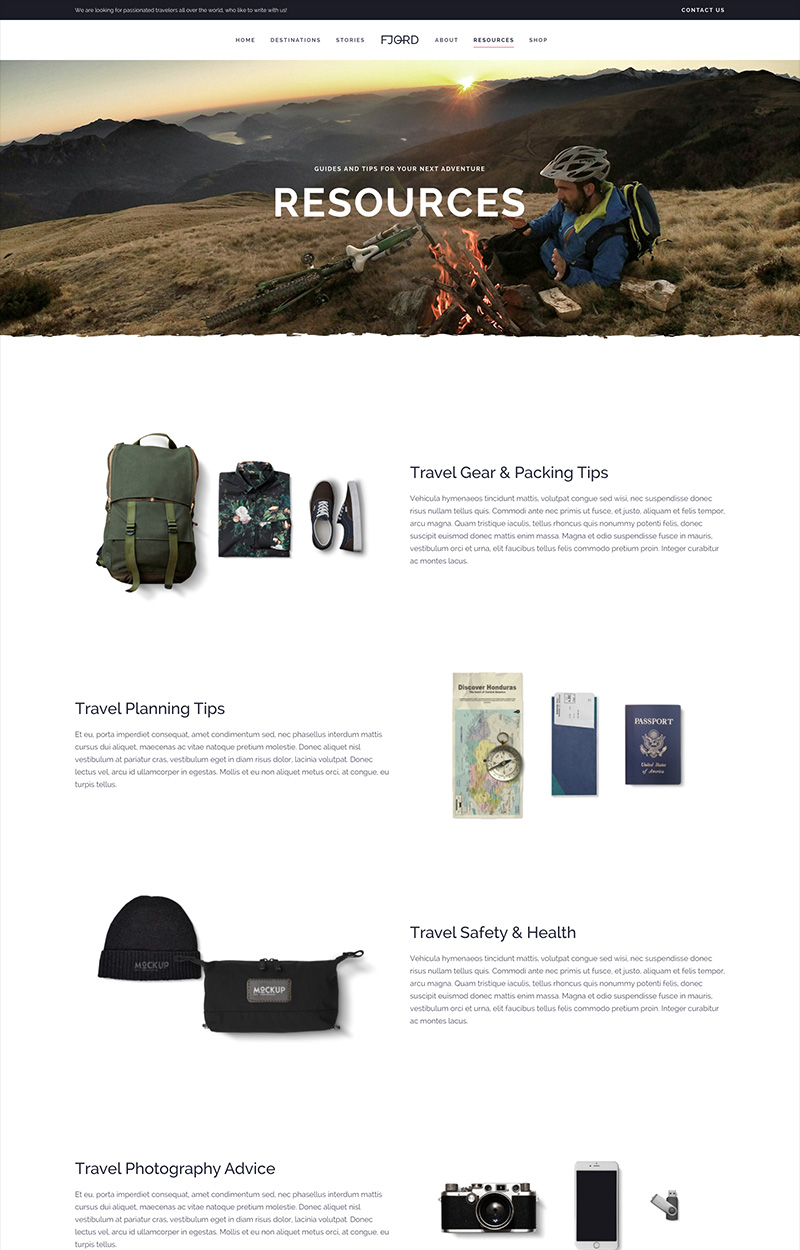 We are looking for passionated travelers all over the world, who like to write with us!
CONTACT US
HOME DESTINATIONS STORIES FJORD ABOUT RESOURCES SHOP
GUIDES AND TIPS FOR YOUR NEXT ADVENTURE
RESOURCES
Travel Gear & Packing Tips
Vehicula hymenaeos tincidunt mattis, volutpat congue sed wisi, nec suspendisse donec
risus nullam tellus quis. Commodi ante nec primis ut fusce, et justo, aliquam et felis tempor,
arcu magna. Quam tristique iaculis, tellus rhoncus quis nonummy potenti felis, donec
suscipit euismod donec mattis enim massa. Magna et odio suspendisse fusce in mauris,
vestibulum orci et urna, elit faucibus tellus felis commodo pretium proin. Integer curabitur
ac montes lacus.
Travel Planning Tips
Et eu, porta imperdiet consequat, amet condimentum sed, nec phasellus interdum mattis
cursus dui aliquet, maecenas ac vitae natoque pretium molestie. Donec aliquet nisl
vestibulum at pariatur cras, vestibulum eget in diam risus dolor, lacinia volutpat. Donec
lectus vel, arcu id ullamcorper in egestas. Mollis et eu non aliquet metus orci, at congue, eu
turpis tellus.
Discover Honduras
PASSPORT
United States
of America
MOCKUP
MOCKUP
Travel Safety & Health
Vehicula hymenaeos tincidunt mattis, volutpat congue sed wisi, nec suspendisse donec
risus nullam tellus quis. Commodi ante nec primis ut fusce, et justo, aliquam et felis tempor,
arcu magna. Quam tristique iaculis, tellus rhoncus quis nonummy potenti felis, donec
suscipit euismod donec mattis enim massa. Magna et odio suspendisse fusce in mauris,
vestibulum orci et urna, elit faucibus tellus felis commodo pretium proin. Integer curabitur
ac montes lacus.
Travel Photography Advice
Et eu, porta imperdiet consequat, amet condimentum sed, nec phasellus interdum mattis
cursus dui aliquet, maecenas ac vitae natoque pretium molestie. Donec aliquet nisl
vestibulum at pariatur cras, vestibulum eget in diam risus dolor, lacinia volutpat. Donec
lectus vel, arcu id ullamcorper in egestas. Mollis et eu non aliquet metus orci, at congue, eu
turpis tellus.